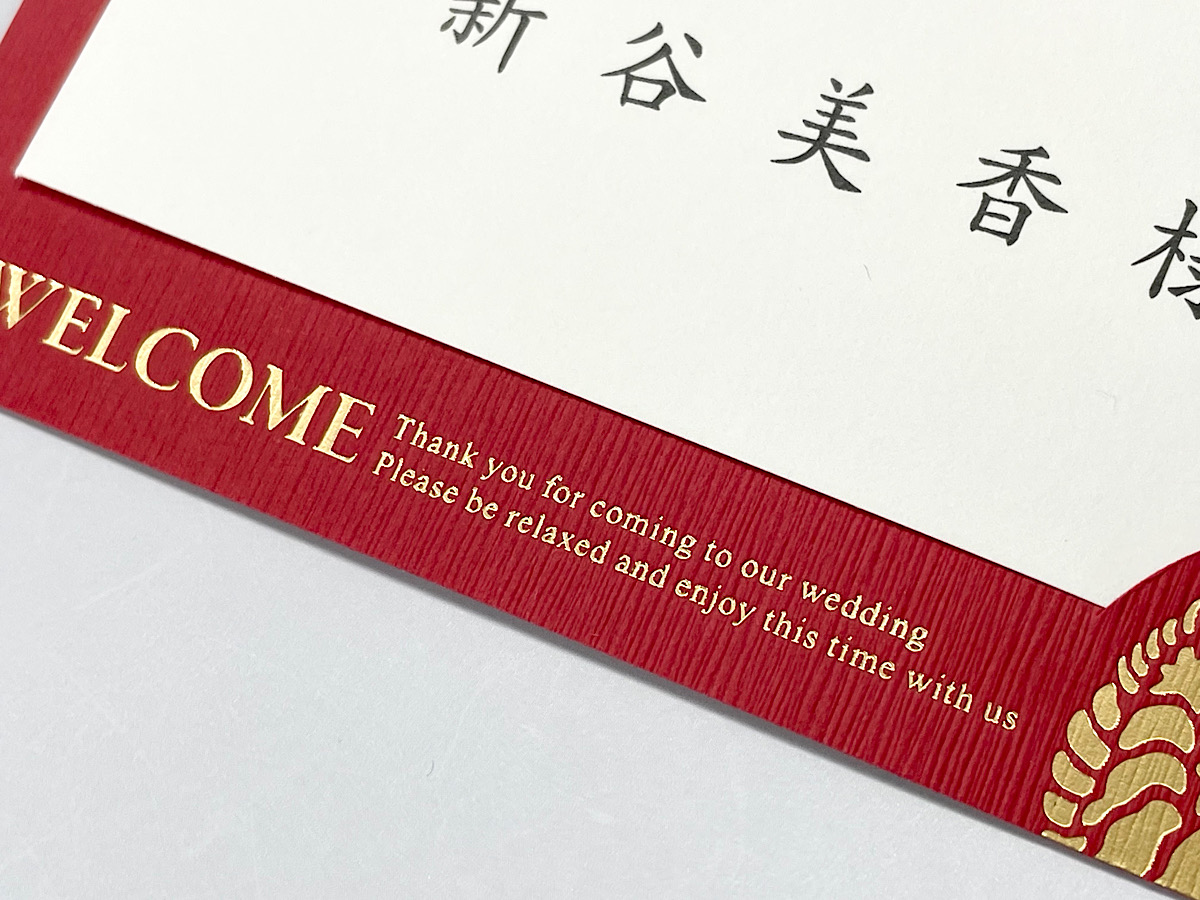 新谷美香様
WELCOME
Thank you for coming to our wedding
Please be relaxed and enjoy this time with us